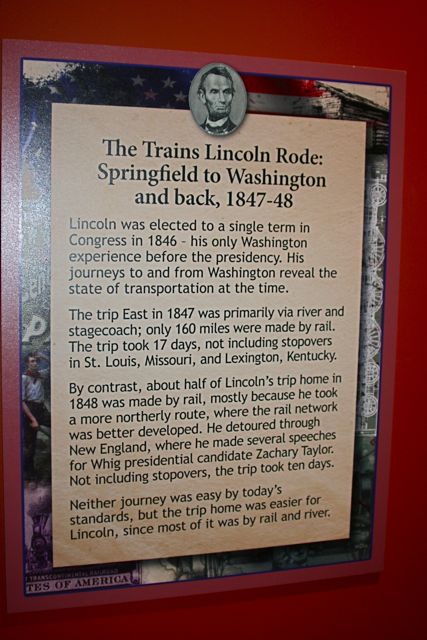 The Trains Lincoln Rode:
Springfield to Washington
and back, 1847-48
Lincoln was elected to a single term in
Congress in 1846 - his only Washington
experience before the presidency. His
journeys to and from Washington reveal the
state of transportation at the time.
The trip East in 1847 was primarily via river and
stagecoach; only 160 miles were made by rail.
The trip took 17 days, not including stopovers
in St. Louis, Missouri, and Lexington, Kentucky.
By contrast, about half of Lincoln's trip home in
1848 was made by rail, mostly because he took
a more northerly route, where the rail network
was better developed. He detoured through
New England, where he made several speeches
for Whig presidential candidate Zachary Taylor.
Not including stopovers, the trip took ten days.
Neither journey was easy by today's
standards, but the trip home was easier for
Lincoln, since most of it was by rail and river.
TRANSCONTINENTAL RAILROAD
TES OF AMERICA